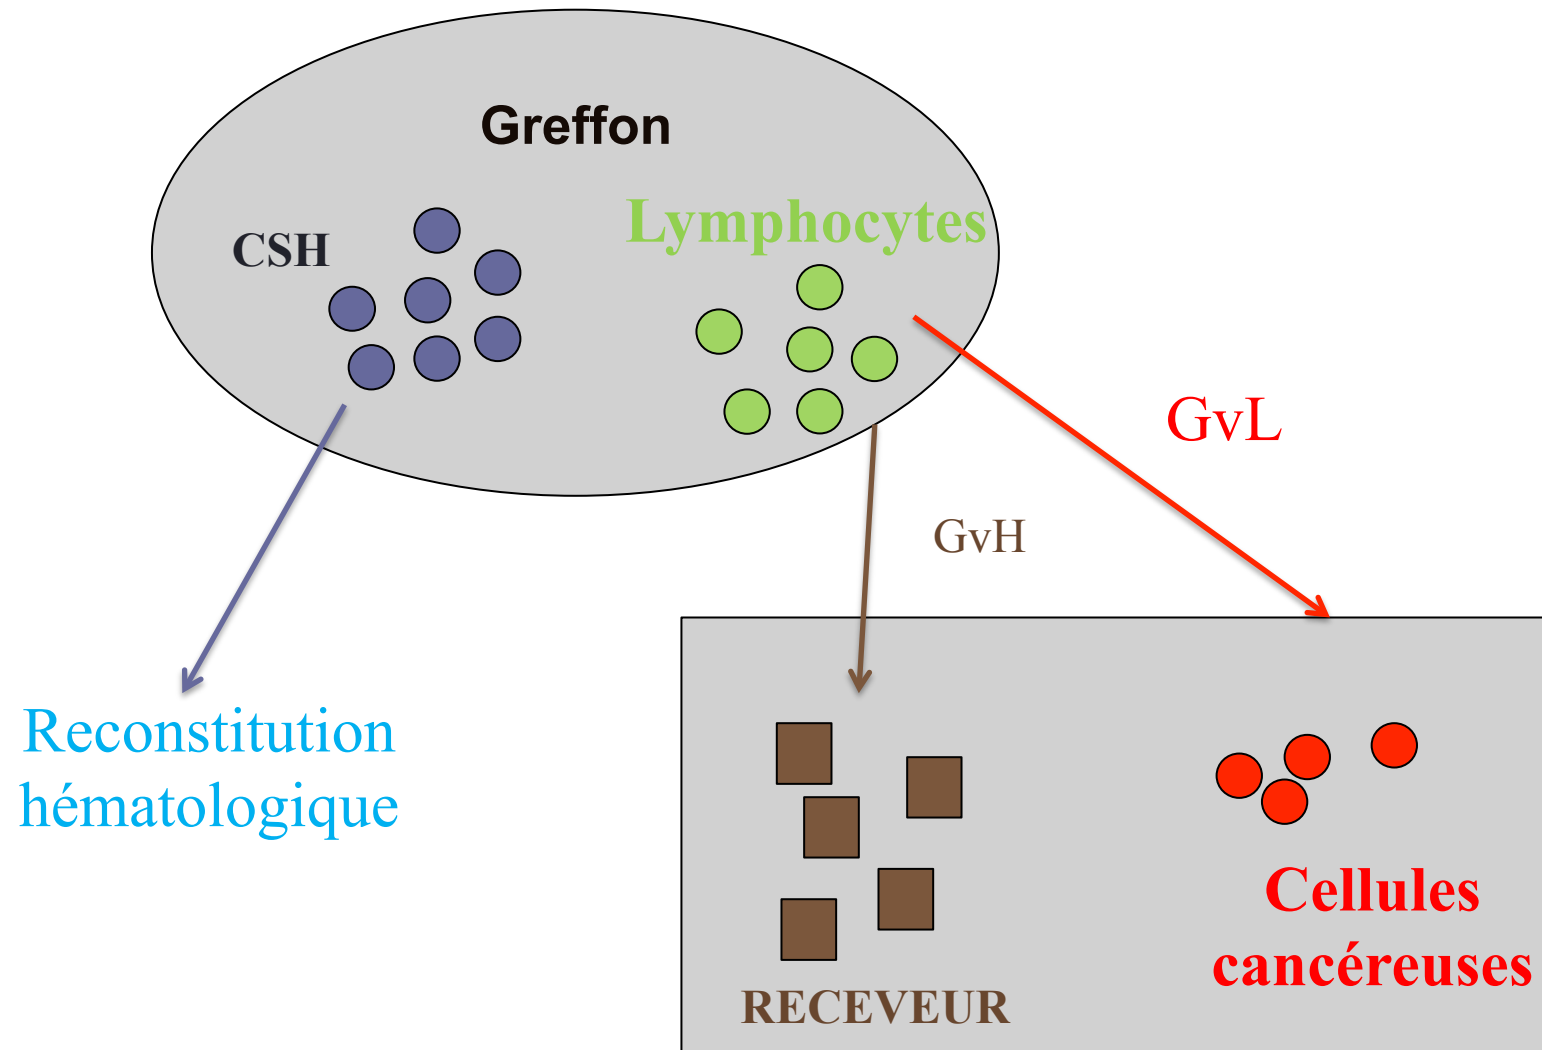 Greffon
Lymphocytes
CSH
GvL
GvH
Reconstitution
hématologique
Cellules
cancéreuses
RECEVEUR